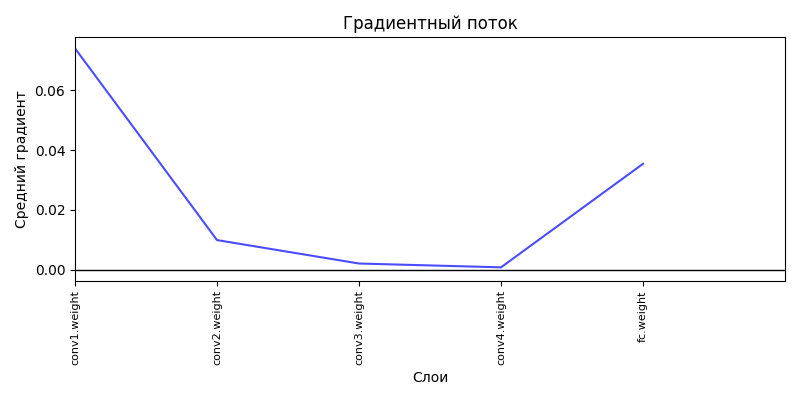 Градиентный поток
Средний градиент
0.06
0.04
0.02
0.00
conv1.weight
conv2.weight
conv3.weight
conv4.weight
fc.weight
Слои